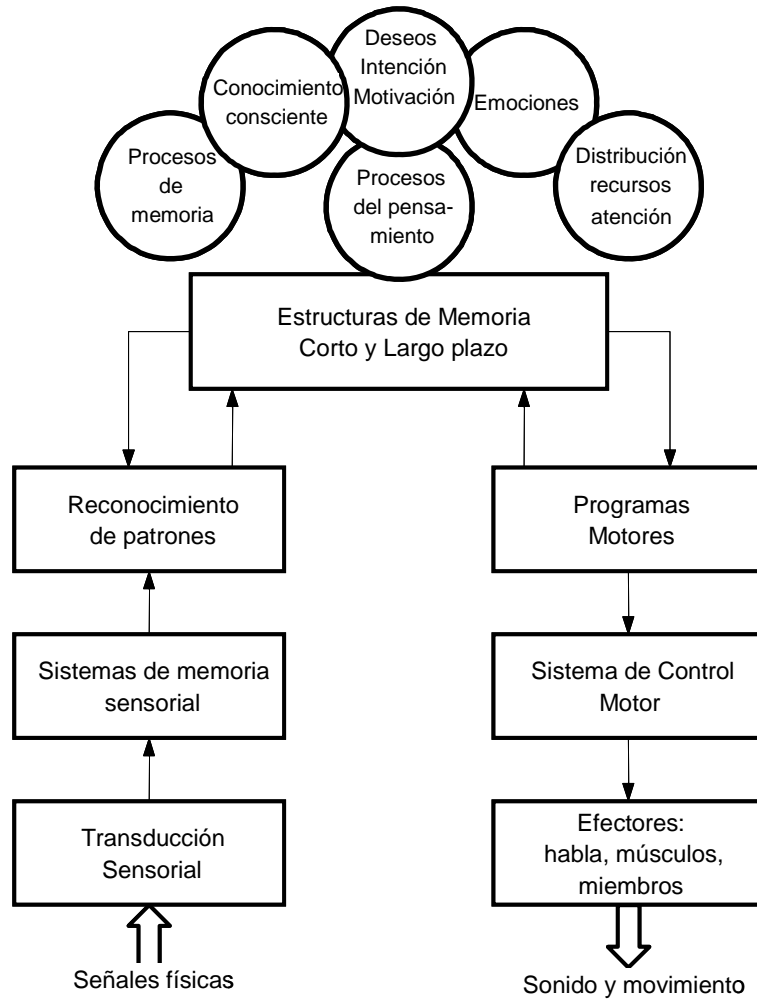 Deseos
Intención
Motivación
Conocimiento
consciente
Emociones
Procesos
de
memoria
Procesos
del pensa-
miento
Distribución
recursos
atención
Estructuras de Memoria
Corto y Largo plazo
Reconocimiento
de patrones
Programas
Motores
Sistemas de memoria
sensorial
Sistema de Control
Motor
Transducción
Sensorial
Efectores:
habla, músculos,
miembros
Señales físicas
Sonido y movimiento